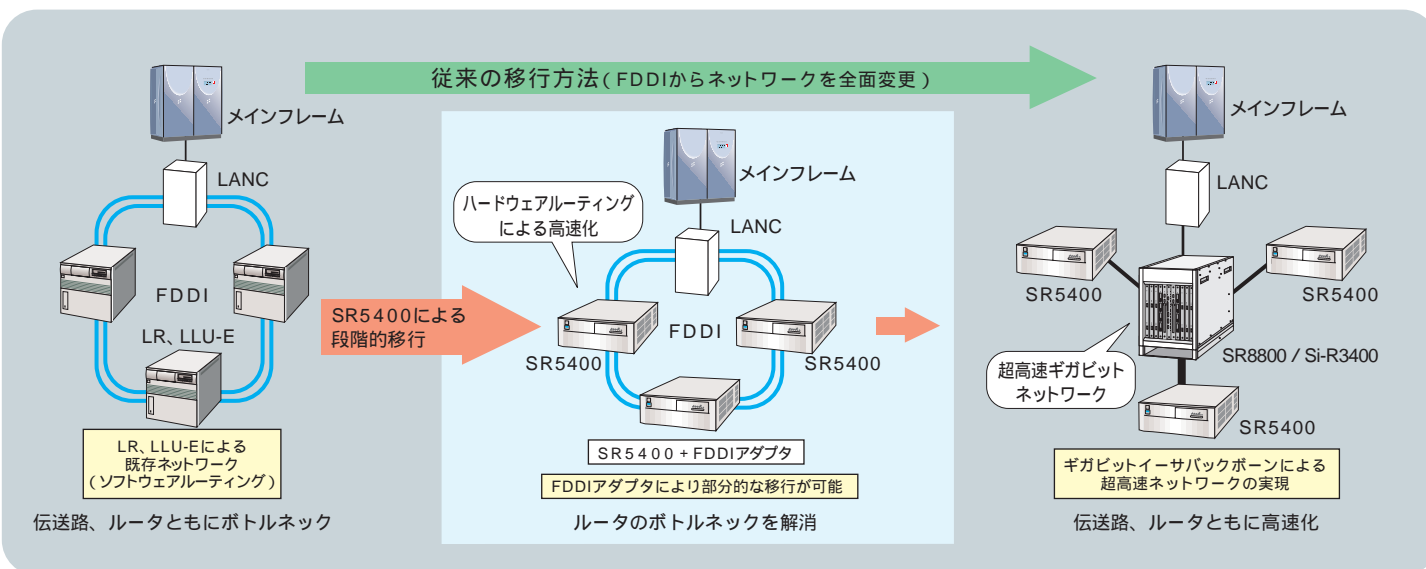 従来の移行方法(FDDIからネットワークを全面変更)
メインフレーム
LANC
FDDI
LR、LLU-E
LR、LLU-Eによる
既存ネットワーク
(ソフトウェアルーティング)
伝送路、ルータともにボトルネック
SR5400による
段階的移行
メインフレーム
ハードウェアルーティング
による高速化
LANC
FDDI
SR5400
SR5400
SR5400+FDDIアダプタ
FDDIアダプタにより部分的な移行が可能
ルータのボトルネックを解消
メインフレーム
LANC
SR5400
SR5400
SR8800 / Si-R3400
超高速ギガビット
ネットワーク
SR5400
ギガビットイーサバックボーンによる
超高速ネットワークの実現
伝送路、ルータともに高速化